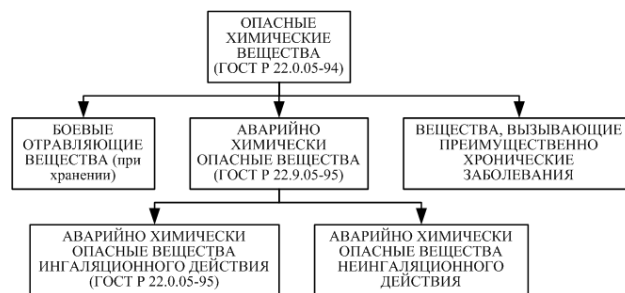 ОПАСНЫЕ
ХИМИЧЕСКИЕ
ВЕЩЕСТВА
(ГОСТ Р 22.0.05-94)
БОЕВЫЕ
ОТРАВЛЯЮЩИЕ
ВЕЩЕСТВА (при
хранении)
АВАРИЙНО
ХИМИЧЕСКИ
ОПАСНЫЕ ВЕЩЕСТВА
(ГОСТ Р 22.9.05-95)
ВЕЩЕСТВА, ВЫЗЫВАЮЩИЕ
ПРЕИМУЩЕСТВЕННО
ХРОНИЧЕСКИЕ
ЗАБОЛЕВАНИЯ
АВАРИЙНО ХИМИЧЕСКИ
ОПАСНЫЕ ВЕЩЕСТВА
ИНГАЛЯЦИОННОГО ДЕЙСТВИЯ
(ГОСТ Р 22.0.05-95)
АВАРИЙНО ХИМИЧЕСКИ
ОПАСНЫЕ ВЕЩЕСТВА
НЕИНГАЛЯЦИОННОГО
ДЕЙСТВИЯ